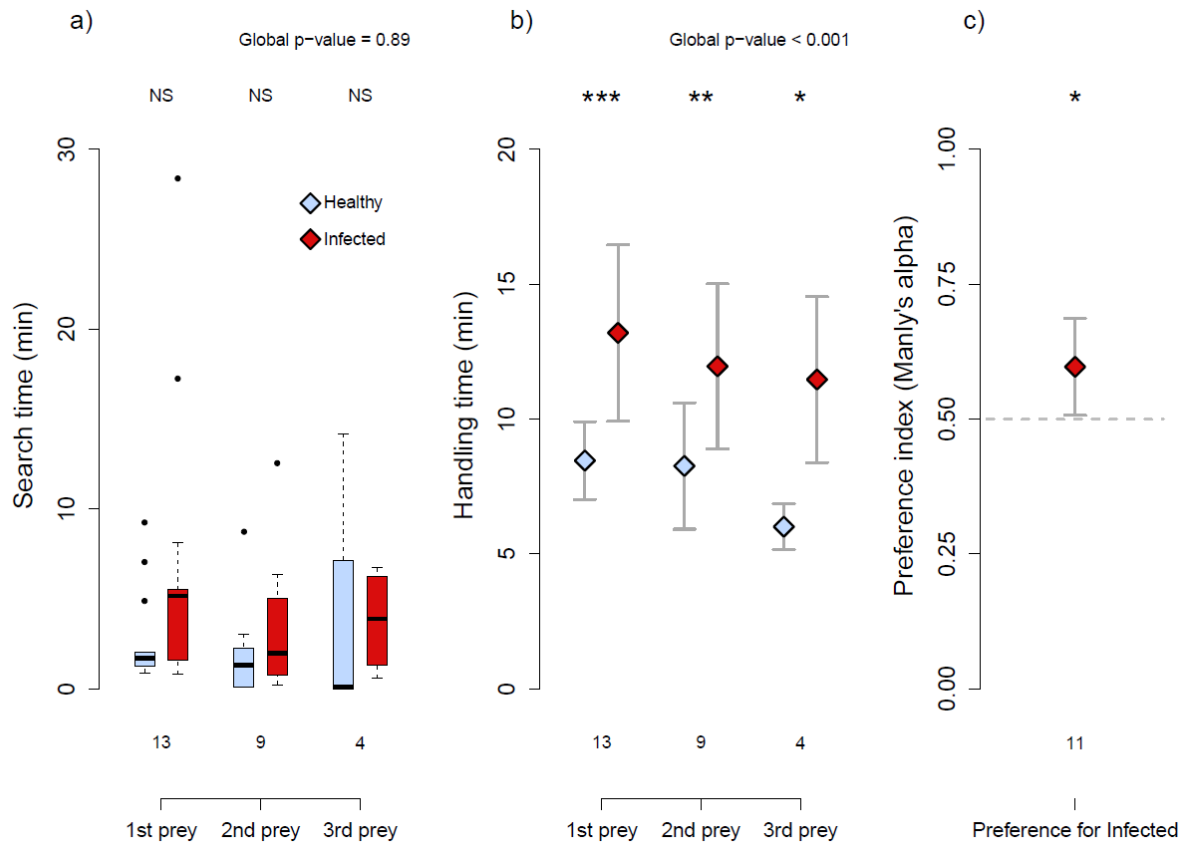 a)
Global p−value = 0.89
NS NS NS
Search time (min)
30
20
10
0
Healthy
Infected
13 9 4
1st prey 2nd prey 3rd prey
b)
Global p−value < 0.001
*** ** *
Handling time (min)
20
15
10
5
0
13 9 4
1st prey 2nd prey 3rd prey
c)
*
Preference index (Manly's alpha)
1.00
0.75
0.50
0.25
0.00
11
Preference for Infected